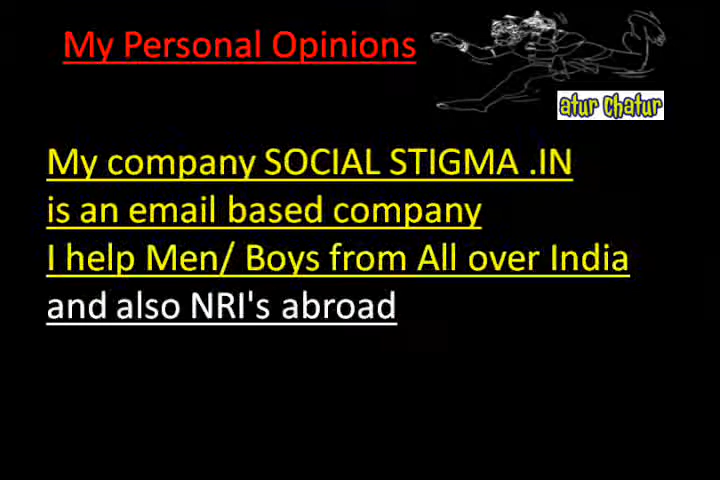 My Personal Opinions
atur chatur
My company SOCIAL STIGMA .IN
is an email based company
I help Men/ Boys from All over India
and also NRI's abroad